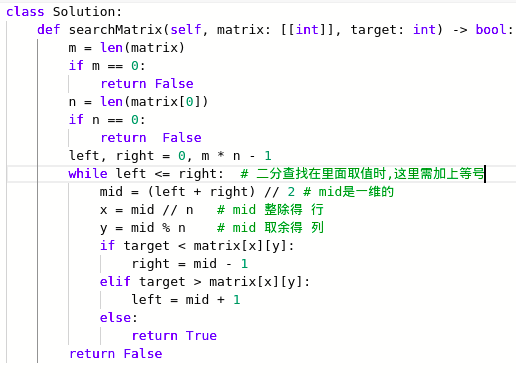 class Solution:
    def searchMatrix(self, matrix: [[int]], target: int) -> bool:
        m = len(matrix)
        if m == 0:
            return False
        n = len(matrix[0])
        if n == 0:
            return  False
        left, right = 0, m * n - 1
        while left <= right:  # 二分查找在里面取值时,这里需加上等号
            mid = (left + right) // 2 # mid是一维的
            x = mid // n   # mid 整除得 行
            y = mid % n    # mid 取余得 列
            if target < matrix[x][y]:
                right = mid - 1
            elif target > matrix[x][y]:
                left = mid + 1
            else:
                return True
        return False